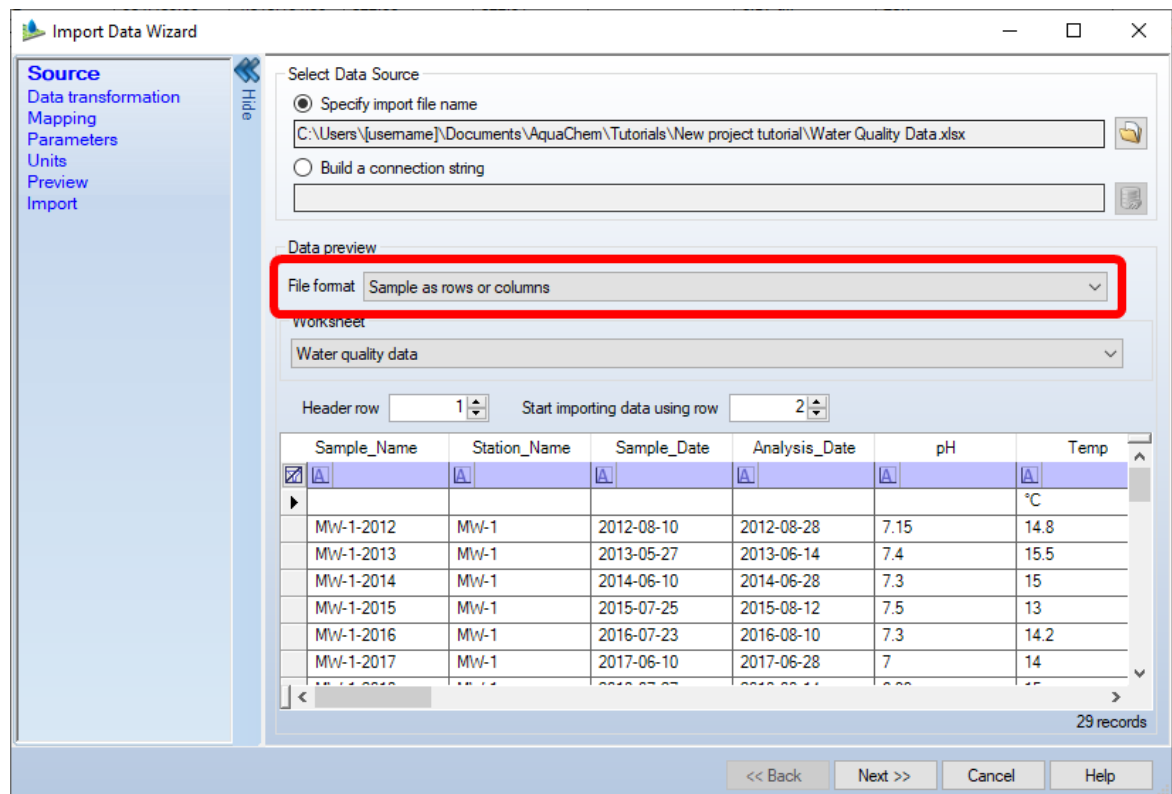 Import Data Wizard
Source
Data transformation
Mapping
Parameters
Units
Preview
Import
Hide
Select Data Source
Specify import file name
C:\Users\[username]\Documents\AquaChem\Tutorials\New project tutorial\Water Quality Data.xlsx
Build a connection string
Data preview
File format Sample as rows or columns
Worksheet
Water quality data
Header row 1 Start importing data using row 2
Sample_Name Station_Name Sample_Date Analysis_Date pH Temp
°C
MW-1-2012 MW-1 2012-08-10 2012-08-28 7.15 14.8
MW-1-2013 MW-1 2013-05-27 2013-06-14 7.4 15.5
MW-1-2014 MW-1 2014-06-10 2014-06-28 7.3 15
MW-1-2015 MW-1 2015-07-25 2015-08-12 7.5 13
MW-1-2016 MW-1 2016-07-23 2016-08-10 7.3 14.2
MW-1-2017 MW-1 2017-06-10 2017-06-28 7 14
29 records
<< Back Next >> Cancel Help